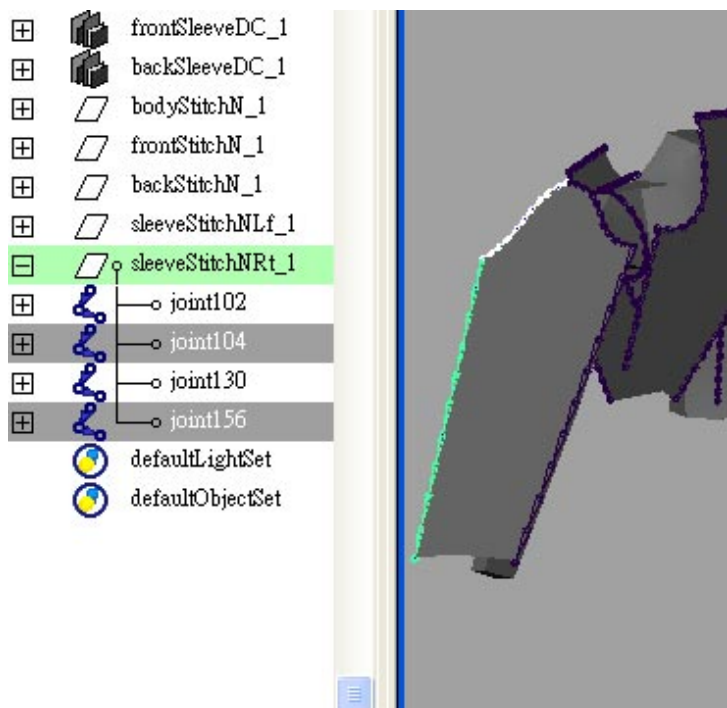 frontSleeveDC_1
backSleeveDC_1
bodyStitchN_1
frontStitchN_1
backStitchN_1
sleeveStitchNLf_1
sleeveStitchNRt_1
joint102
joint104
joint130
joint156
defaultLightSet
defaultObjectSet